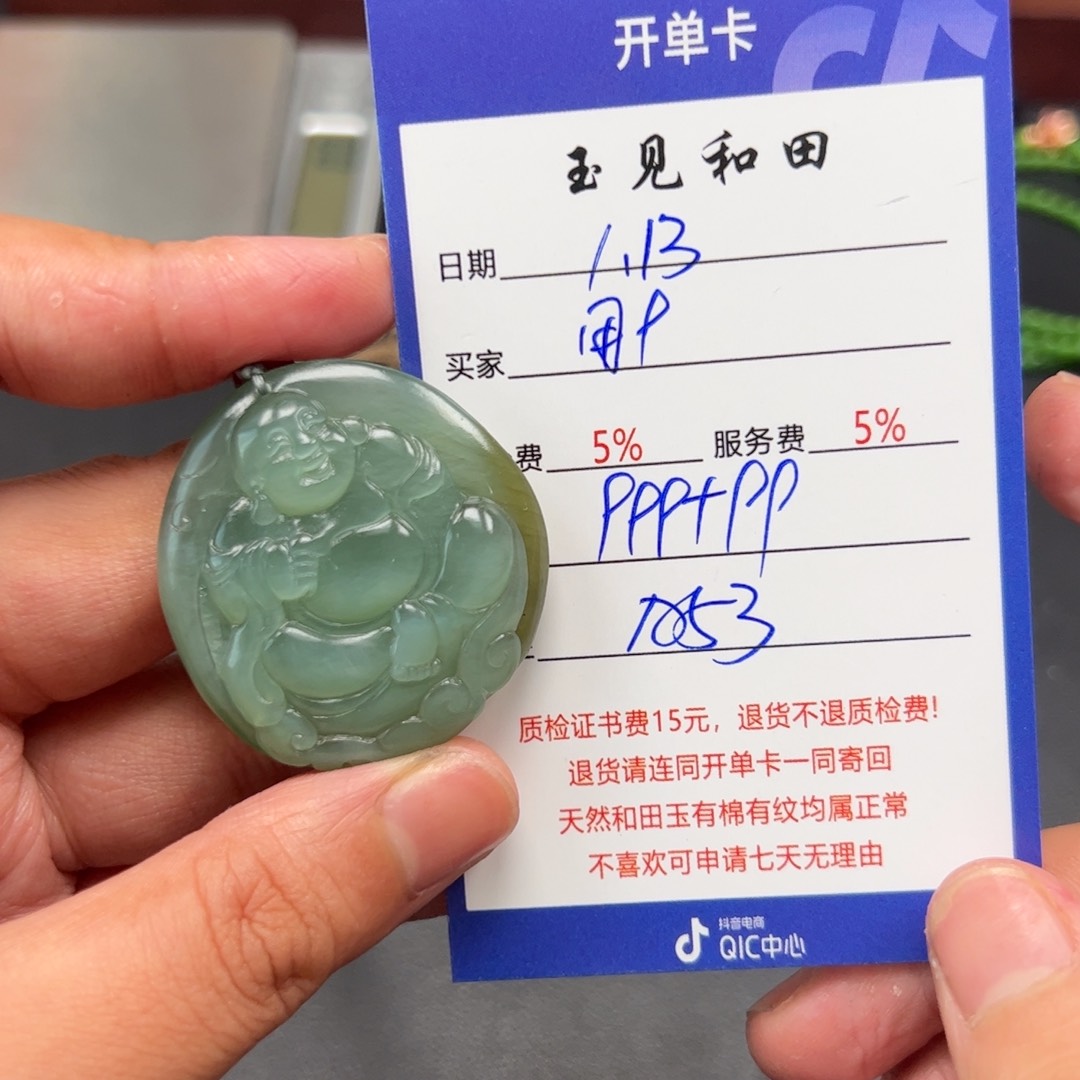 开单卡
玉见和田
日期 1.13
买家 用户
费 5% 服务费 5%
PPP+PP
质检证书费15元，退货不退质检费！
退货请连同开单卡一同寄回
天然和田玉有棉有纹均属正常
不喜欢可申请七天无理由
抖音电商
QIC中心